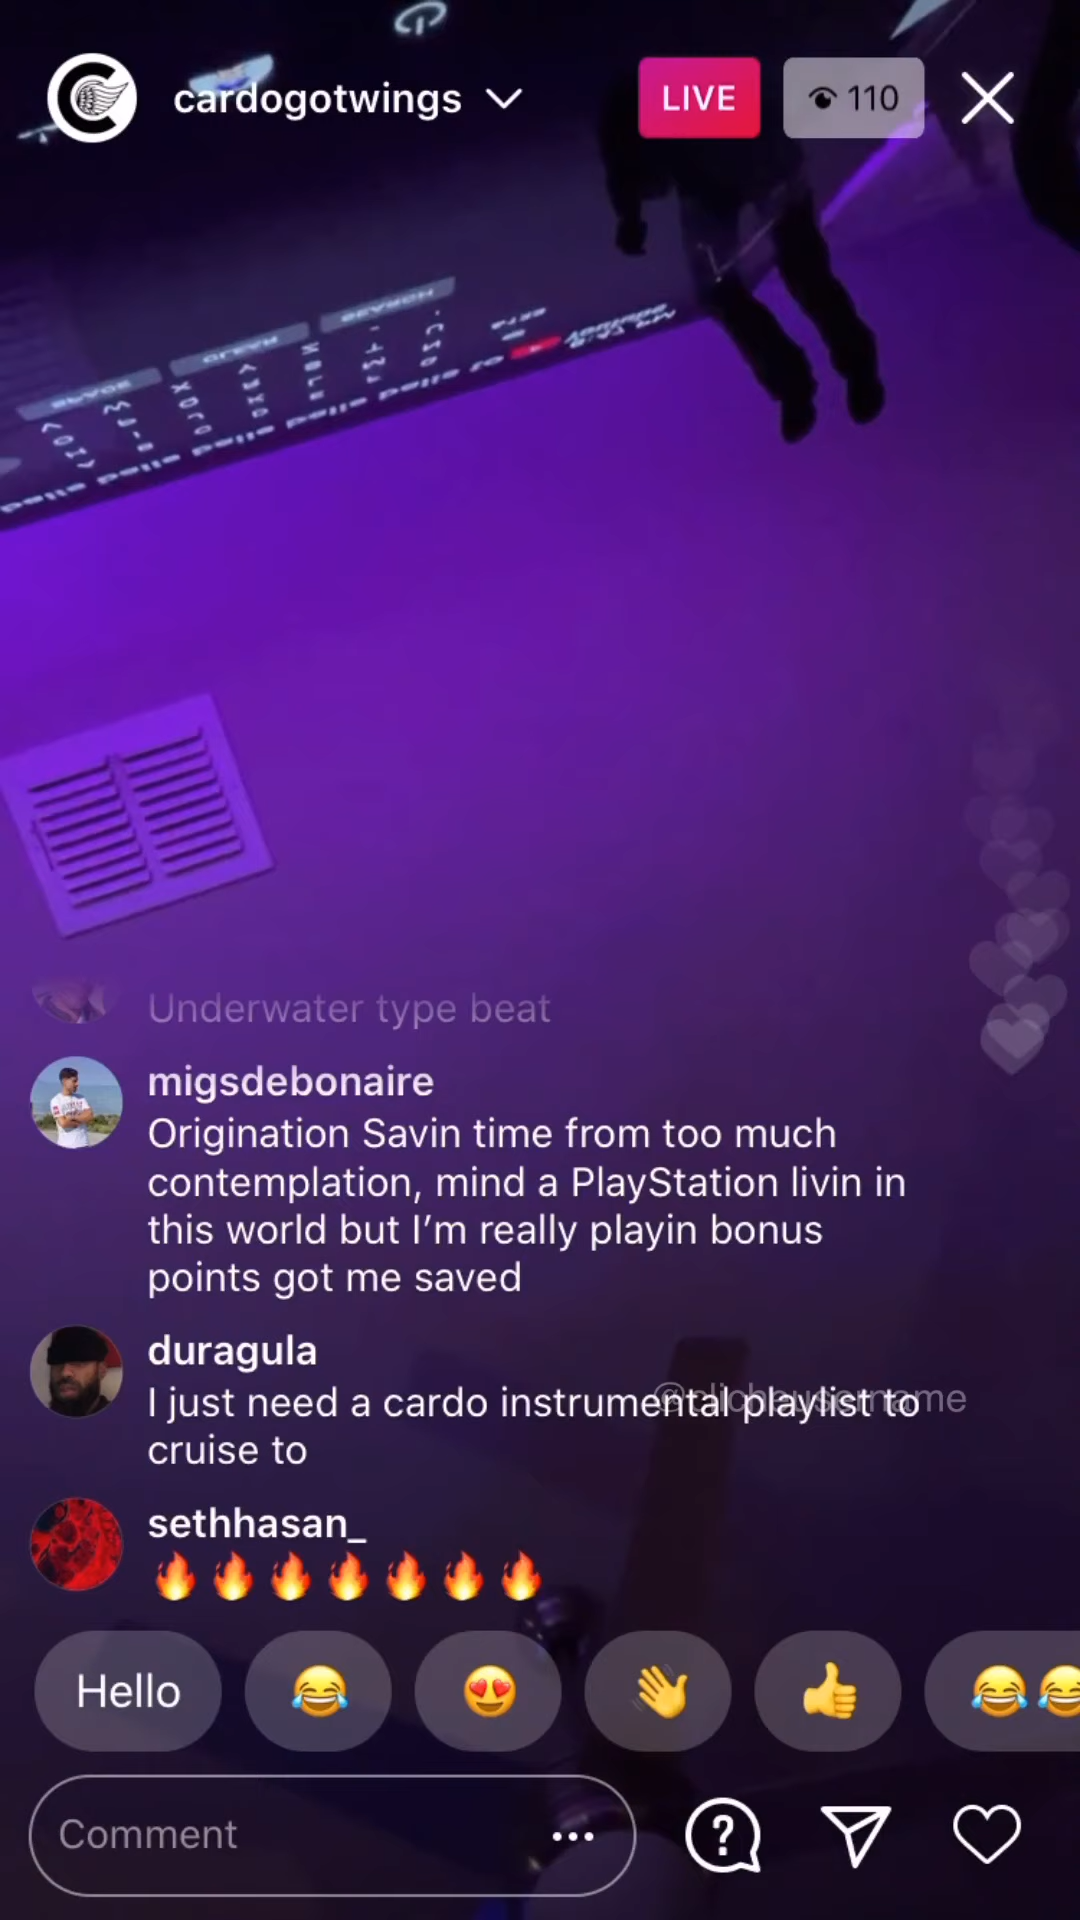 cardogotwings
LIVE
110
Underwater type beat
migsdebonaire
Origination Savin time from too much
contemplation, mind a PlayStation livin in
this world but I’m really playin bonus
points got me saved
duragula
I just need a cardo instrumental playlist to
cruise to
@clicheusername
sethhasan_
🔥🔥🔥🔥🔥🔥🔥
Hello 😂 😍 👋 👍 😂😂
Comment